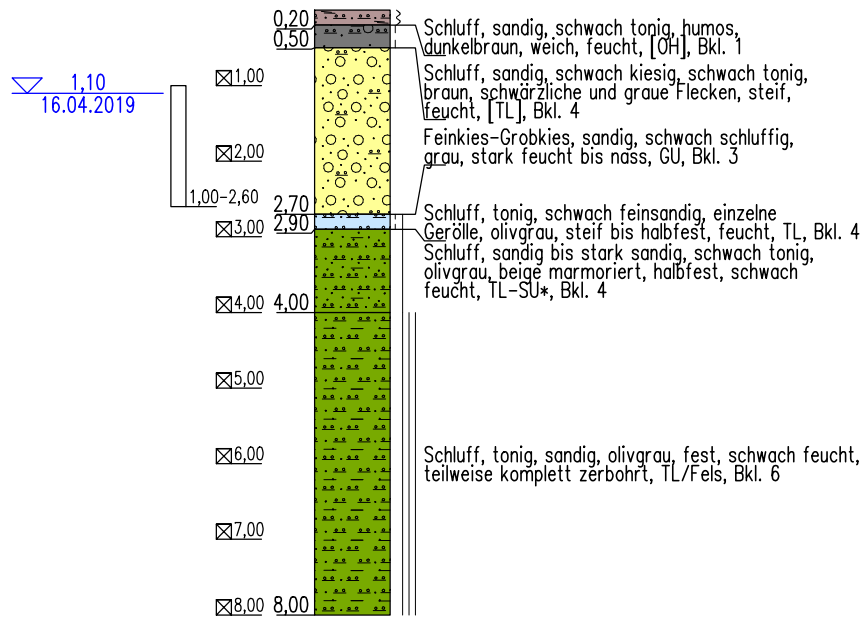 0,20
0,50
1,10
16.04.2019
1,00
2,00
1,00-2,60
2,70
3,00
2,90
4,00
4,00
5,00
6,00
7,00
8,00
8,00
Schluff, sandig, schwach tonig, humos,
dunkelbraun, weich, feucht, [OH], Bkl. 1
Schluff, sandig, schwach kiesig, schwach tonig,
braun, schwärzliche und graue Flecken, steif,
feucht, [TL], Bkl. 4
Feinkies-Grobkies, sandig, schwach schluffig,
grau, stark feucht bis nass, GU, Bkl. 3
Schluff, tonig, schwach feinsandig, einzelne
Gerölle, olivgrau, steif bis halbfest, feucht, TL, Bkl. 4
Schluff, sandig bis stark sandig, schwach tonig,
olivgrau, beige marmoriert, halbfest, schwach
feucht, TL-SU*, Bkl. 4
Schluff, tonig, sandig, olivgrau, fest, schwach feucht,
teilweise komplett zerbohrt, TL/Fels, Bkl. 6